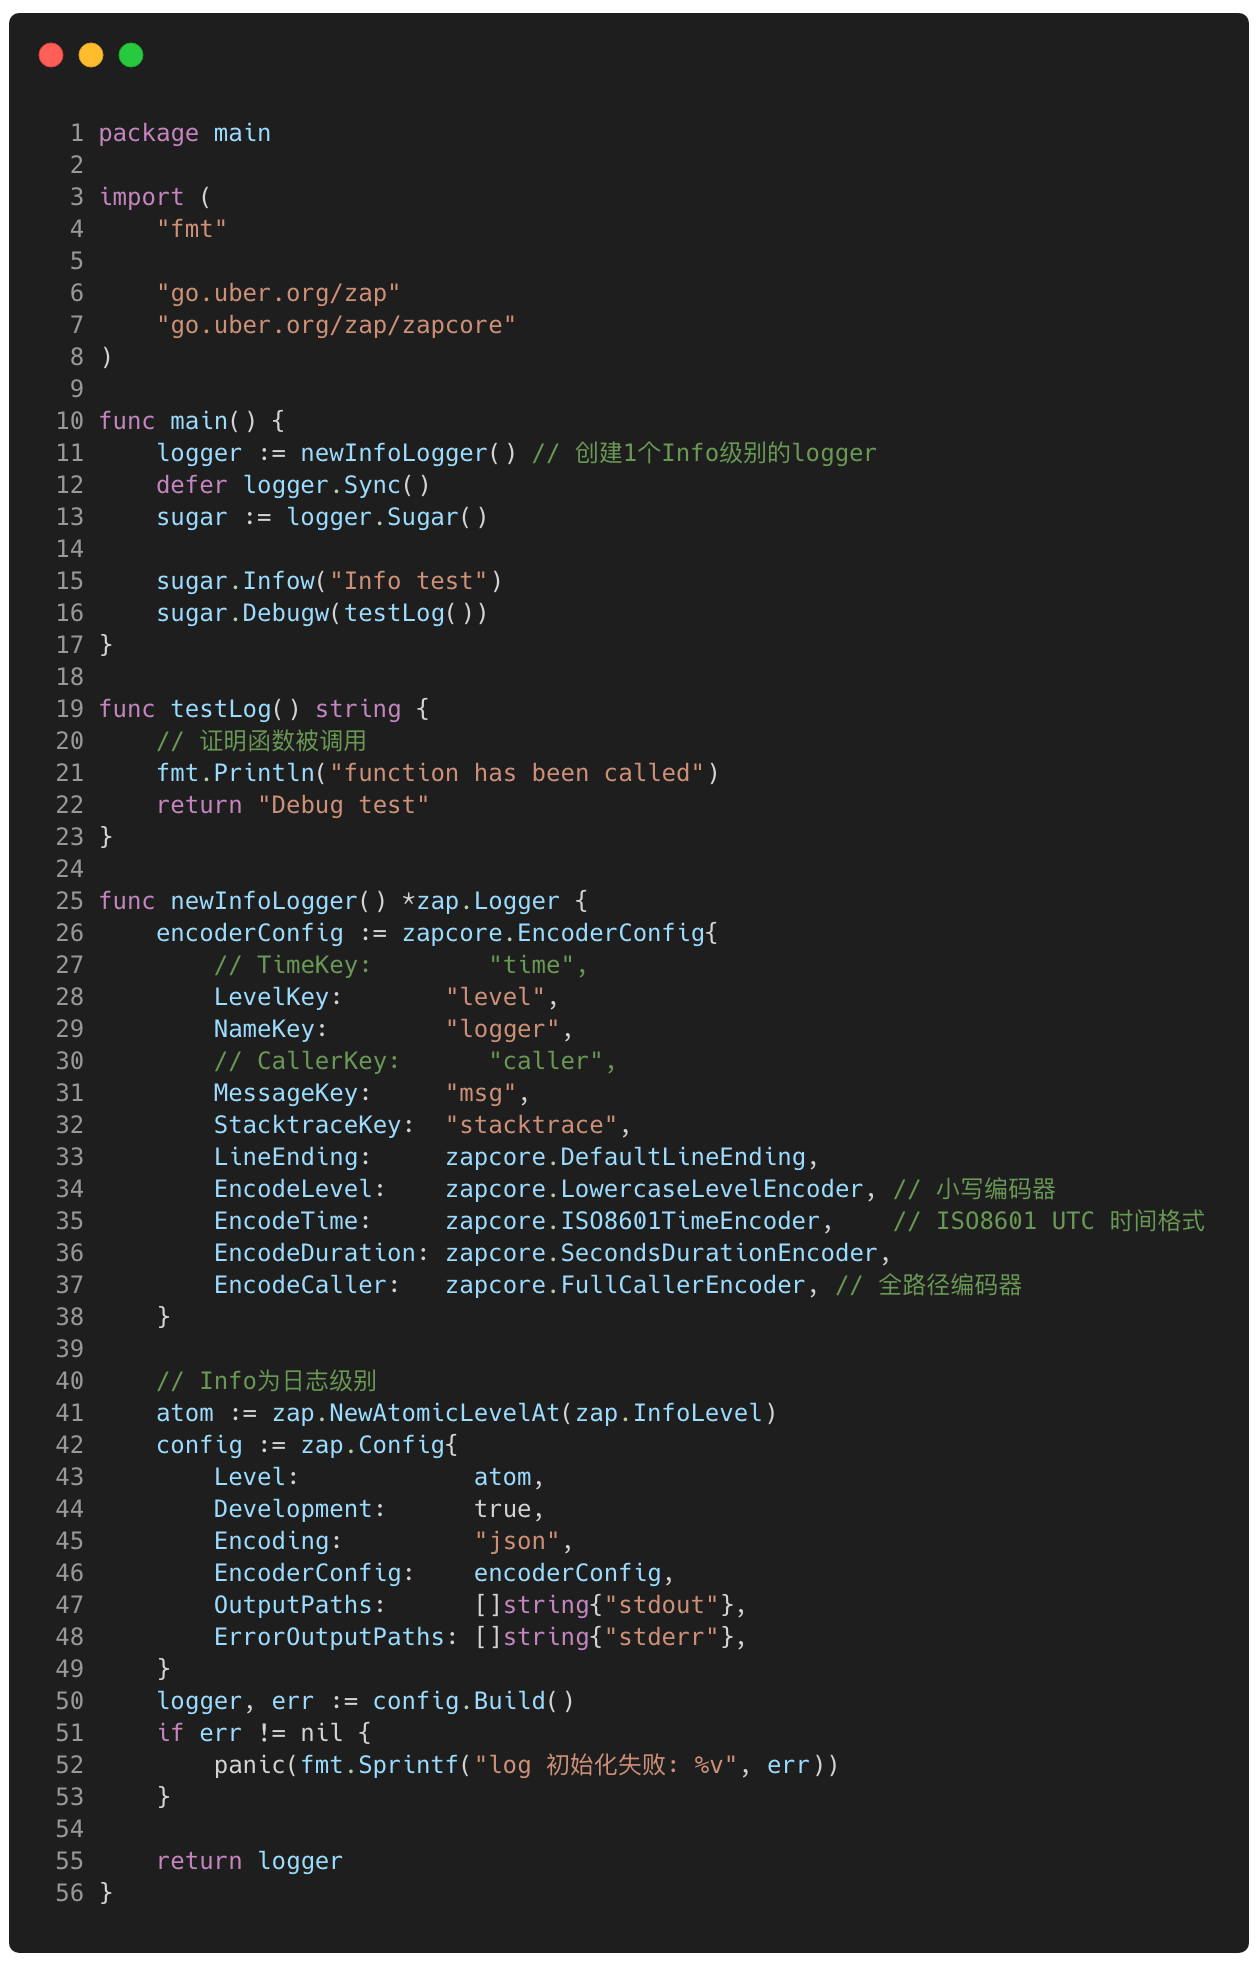 1 package main
2
3 import (
4     "fmt"
5
6     "go.uber.org/zap"
7     "go.uber.org/zap/zapcore"
8 )
9
10 func main() {
11     logger := newInfoLogger() // 创建1个Info级别的logger
12     defer logger.Sync()
13     sugar := logger.Sugar()
14
15     sugar.Infow("Info test")
16     sugar.Debugw(testLog())
17 }
18
19 func testLog() string {
20     // 证明函数被调用
21     fmt.Println("function has been called")
22     return "Debug test"
23 }
24
25 func newInfoLogger() *zap.Logger {
26     encoderConfig := zapcore.EncoderConfig{
27         // TimeKey:        "time",
28         LevelKey:       "level",
29         NameKey:        "logger",
30         // CallerKey:      "caller",
31         MessageKey:     "msg",
32         StacktraceKey:  "stacktrace",
33         LineEnding:     zapcore.DefaultLineEnding,
34         EncodeLevel:    zapcore.LowercaseLevelEncoder, // 小写编码器
35         EncodeTime:     zapcore.ISO8601TimeEncoder,    // ISO8601 UTC 时间格式
36         EncodeDuration: zapcore.SecondsDurationEncoder,
37         EncodeCaller:   zapcore.FullCallerEncoder, // 全路径编码器
38     }
39
40     // Info为日志级别
41     atom := zap.NewAtomicLevelAt(zap.InfoLevel)
42     config := zap.Config{
43         Level:            atom,
44         Development:      true,
45         Encoding:         "json",
46         EncoderConfig:    encoderConfig,
47         OutputPaths:      []string{"stdout"},
48         ErrorOutputPaths: []string{"stderr"},
49     }
50     logger, err := config.Build()
51     if err != nil {
52         panic(fmt.Sprintf("log 初始化失败: %v", err))
53     }
54
55     return logger
56 }